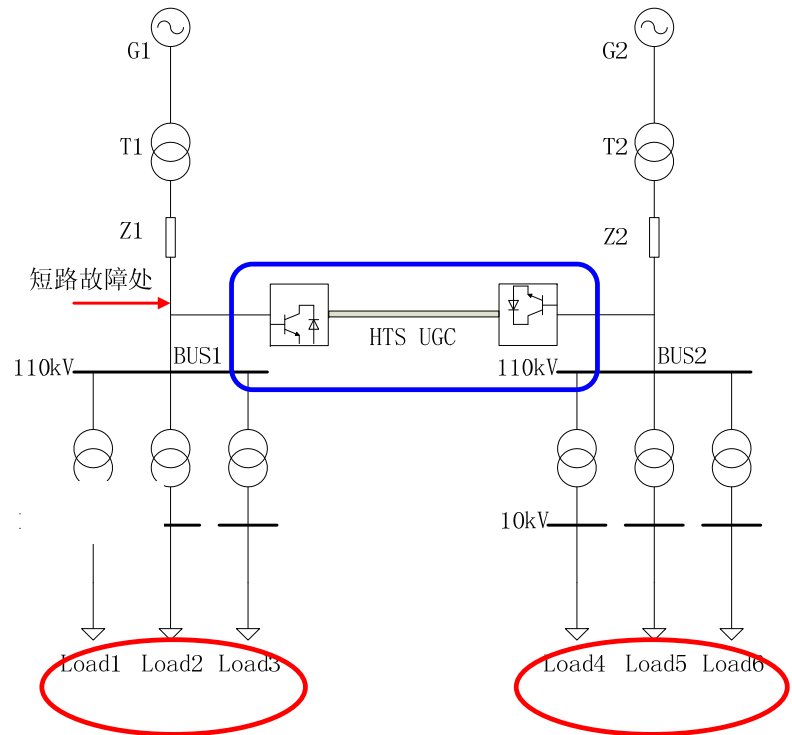 G1
G2
T1
T2
Z1
Z2
短路故障处
HTS UGC
BUS1
BUS2
110kV
110kV
10kV
Load1
Load2
Load3
Load4
Load5
Load6